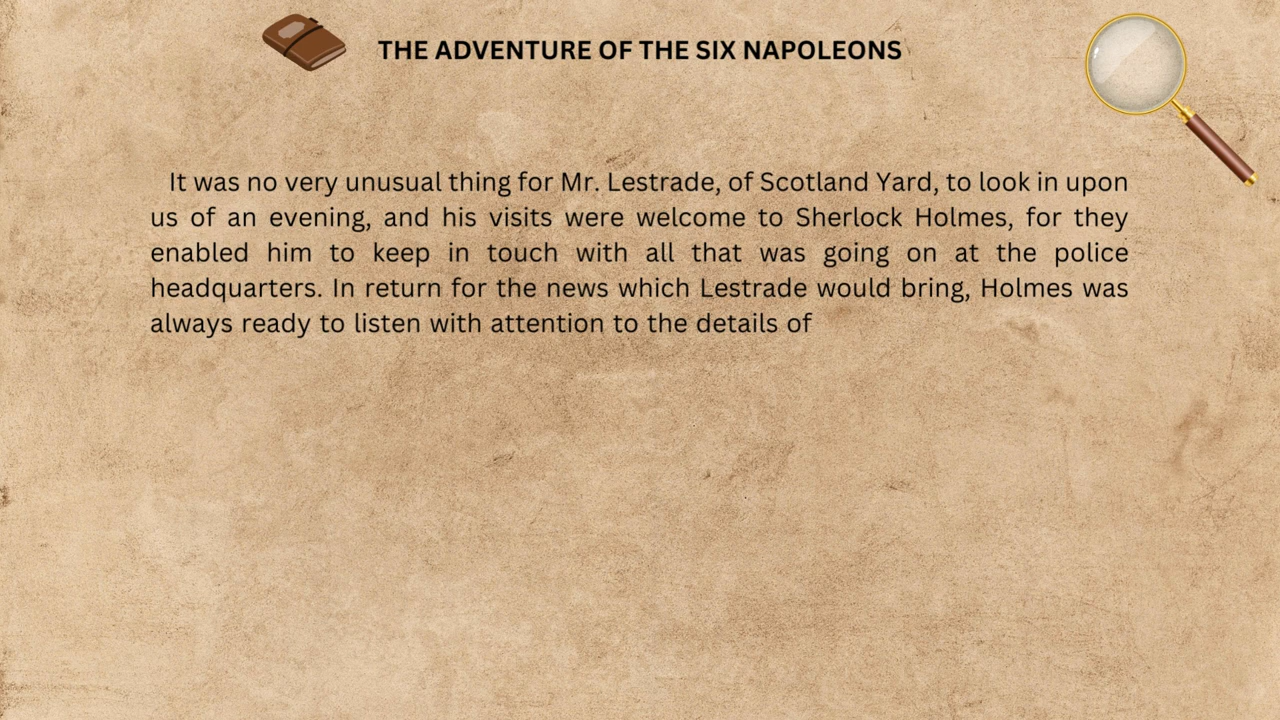 THE ADVENTURE OF THE SIX NAPOLEONS
It was no very unusual thing for Mr. Lestrade, of Scotland Yard, to look in upon
us of an evening, and his visits were welcome to Sherlock Holmes, for they
enabled him to keep in touch with all that was going on at the police
headquarters. In return for the news which Lestrade would bring, Holmes was
always ready to listen with attention to the details of